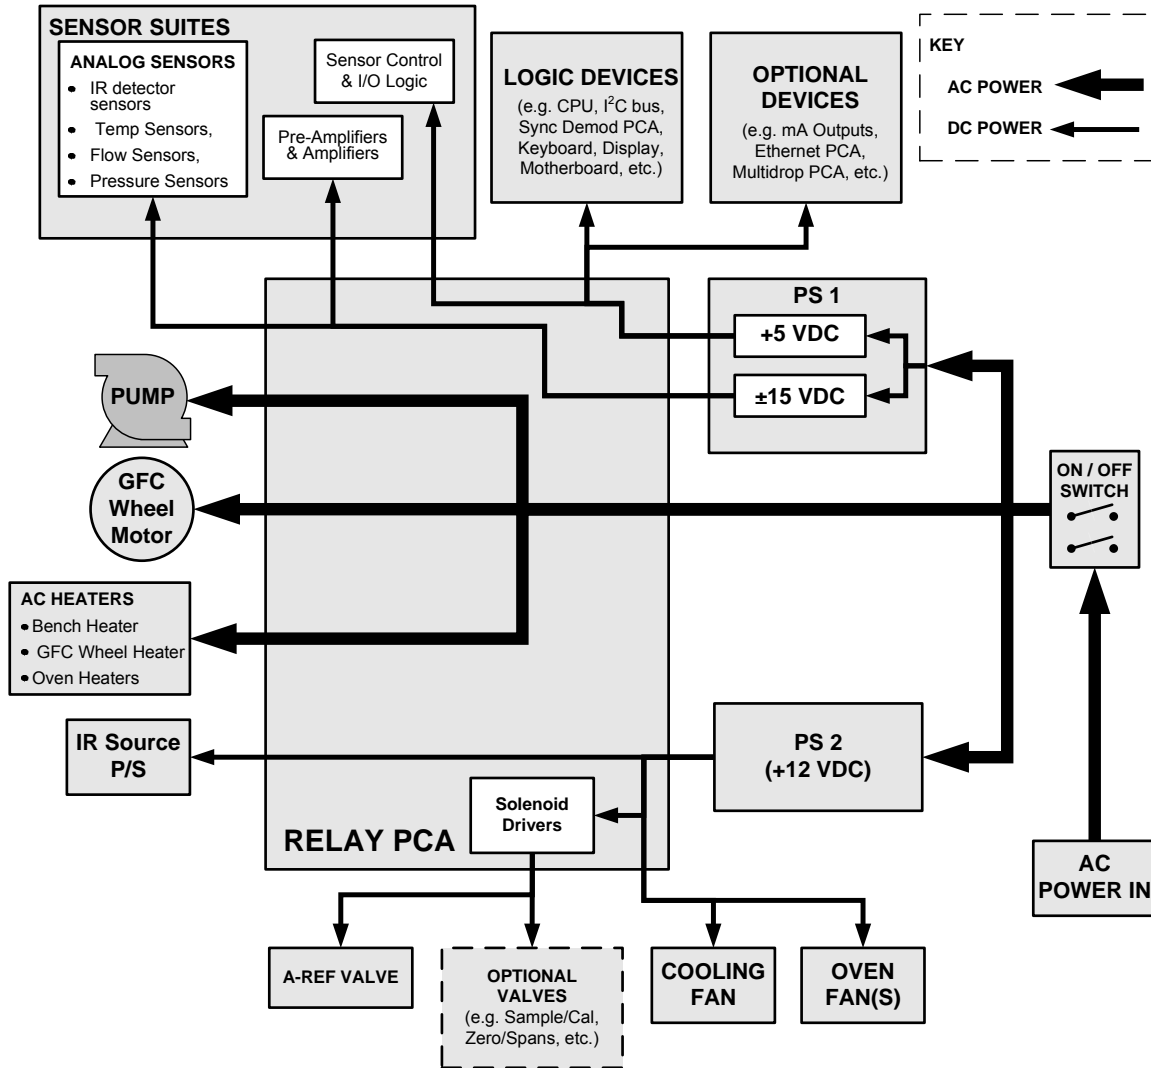 SENSOR SUITES
ANALOG SENSORS
• IR detector
sensors
• Temp Sensors,
• Flow Sensors,
• Pressure Sensors
Sensor Control
& I/O Logic
Pre-Amplifiers
& Amplifiers
LOGIC DEVICES
(e.g. CPU, I²C bus,
Sync Demod PCA,
Keyboard, Display,
Motherboard, etc.)
OPTIONAL
DEVICES
(e.g. mA Outputs,
Ethernet PCA,
Multidrop PCA, etc.)
KEY
AC POWER
DC POWER
PS 1
+5 VDC
±15 VDC
PUMP
GFC
Wheel
Motor
ON / OFF
SWITCH
AC HEATERS
• Bench Heater
• GFC Wheel Heater
• Oven Heaters
IR Source
P/S
PS 2
(+12 VDC)
Solenoid
Drivers
RELAY PCA
AC
POWER IN
A-REF VALVE
OPTIONAL
VALVES
(e.g. Sample/Cal,
Zero/Spans, etc.)
COOLING
FAN
OVEN
FAN(S)